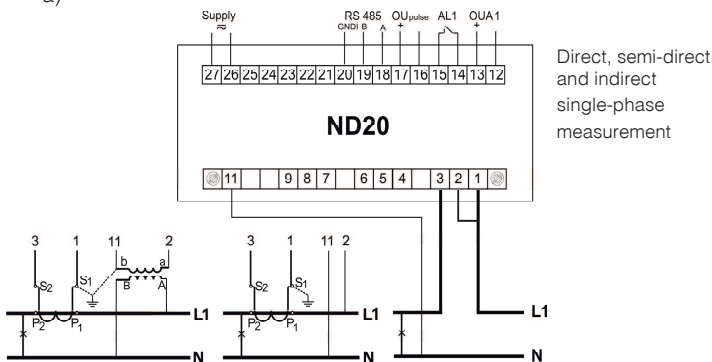 a)
Supply RS 485 OUpulse AL1 OUA 1
GNDI B A + +
27 26 25 24 23 22 21 20 19 18 17 16 15 14 13 12
Direct, semi-direct
and indirect
single-phase
measurement
ND20
11 9 8 7 6 5 4 3 2 1
3 1 11 2 3 1 11 2
b a
S2 S1 B A S2 S1
P2 P1 L1 P2 P1 L1 L1
N N N